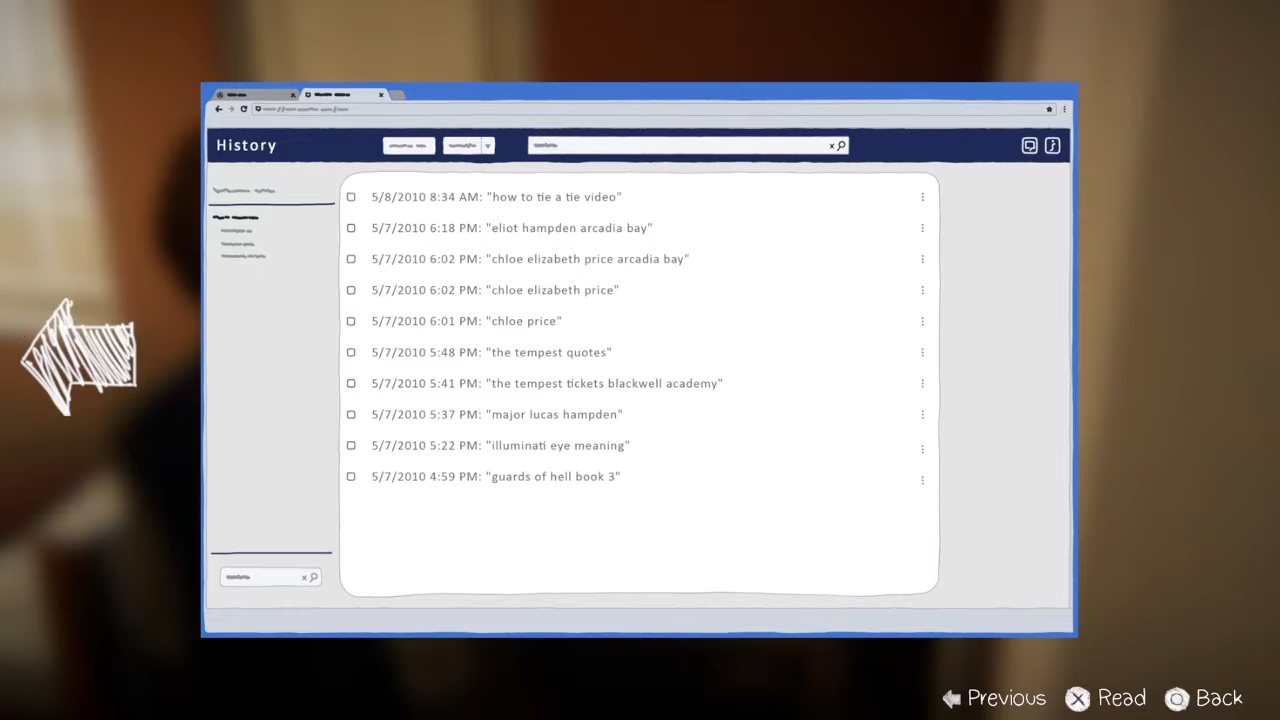 History
5/8/2010 8:34 AM: "how to tie a tie video"
5/7/2010 6:18 PM: "eliot hampden arcadia bay"
5/7/2010 6:02 PM: "chloe elizabeth price arcadia bay"
5/7/2010 6:02 PM: "chloe elizabeth price"
5/7/2010 6:01 PM: "chloe price"
5/7/2010 5:48 PM: "the tempest quotes"
5/7/2010 5:41 PM: "the tempest tickets blackwell academy"
5/7/2010 5:37 PM: "major lucas hampden"
5/7/2010 5:22 PM: "illuminati eye meaning"
5/7/2010 4:59 PM: "guards of hell book 3"
Previous Read Back